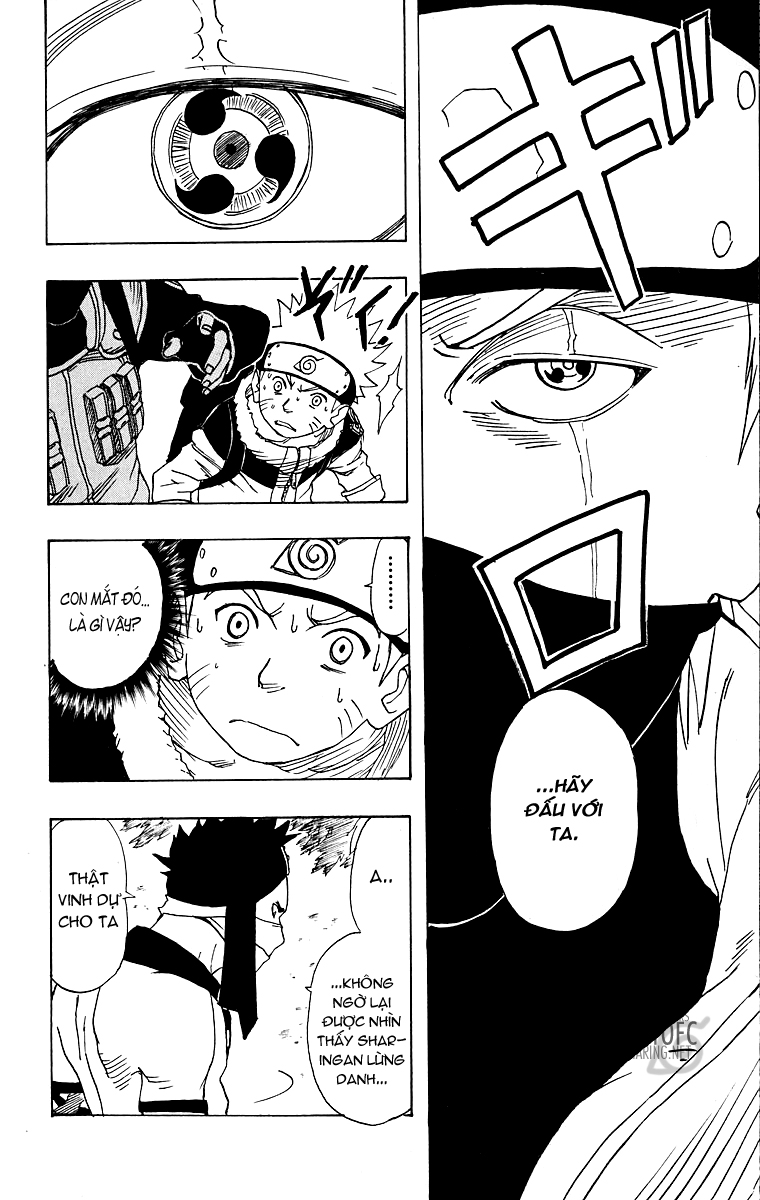 ギ
...HÃY
ĐẤU VỚI
TA.
.........
CON MẮT ĐÓ...
LÀ GÌ VẬY?
A..
...KHÔNG
NGỜ LẠI
ĐƯỢC NHÌN
THẤY SHAR-
INGAN LỪNG
DANH...
THẬT
VINH DỰ
CHO TA